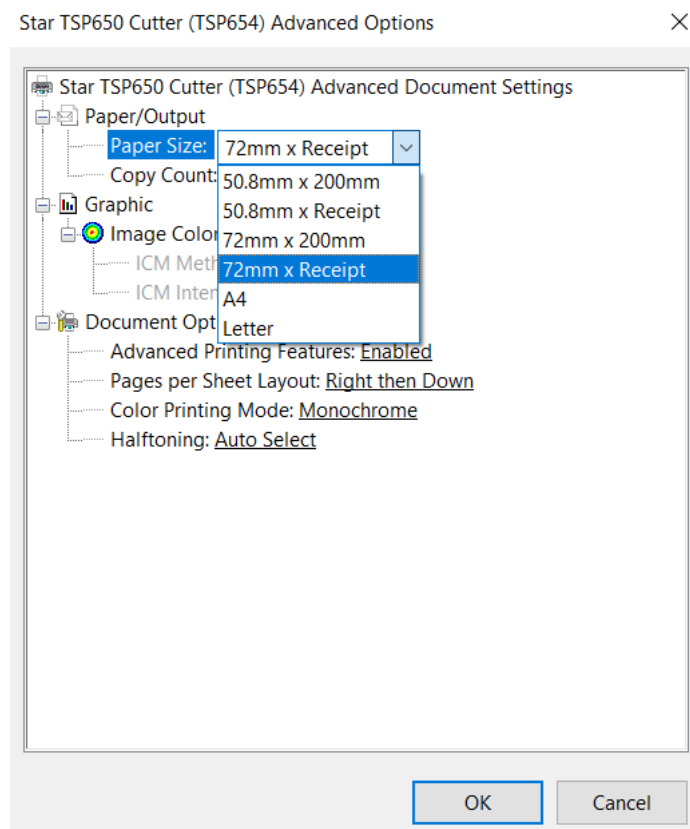 Star TSP650 Cutter (TSP654) Advanced Options
Star TSP650 Cutter (TSP654) Advanced Document Settings
Paper/Output
Paper Size: 72mm x Receipt
Copy Count:
50.8mm x 200mm
50.8mm x Receipt
72mm x 200mm
72mm x Receipt
A4
Letter
Graphic
Image Color
ICM Meth
ICM Inten
Document Opt
Advanced Printing Features: Enabled
Pages per Sheet Layout: Right then Down
Color Printing Mode: Monochrome
Halftoning: Auto Select
OK
Cancel